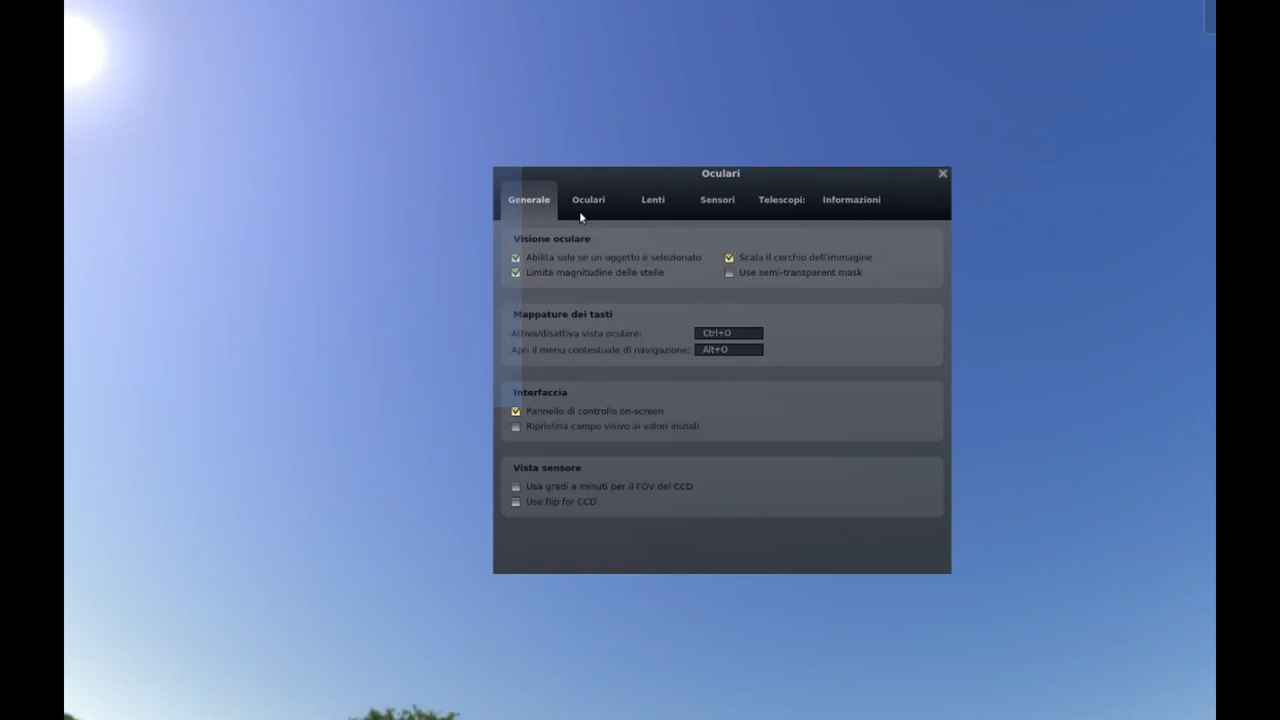 Oculari
Generale Oculari Lenti Sensori Telescopi: Informazioni
Visione oculare
Abilita solo se un oggetto è selezionato Scala il cerchio dell'immagine
Limita magnitudine delle stelle Use semi-transparent mask
Mappature dei tasti
Attiva/disattiva vista oculare: Ctrl+O
Apri il menu contestuale di navigazione: Alt+O
Interfaccia
Pannello di controllo on-screen
Ripristina campo visivo ai valori iniziali
Vista sensore
Usa gradi e minuti per il FOV del CCD
Use flip for CCD